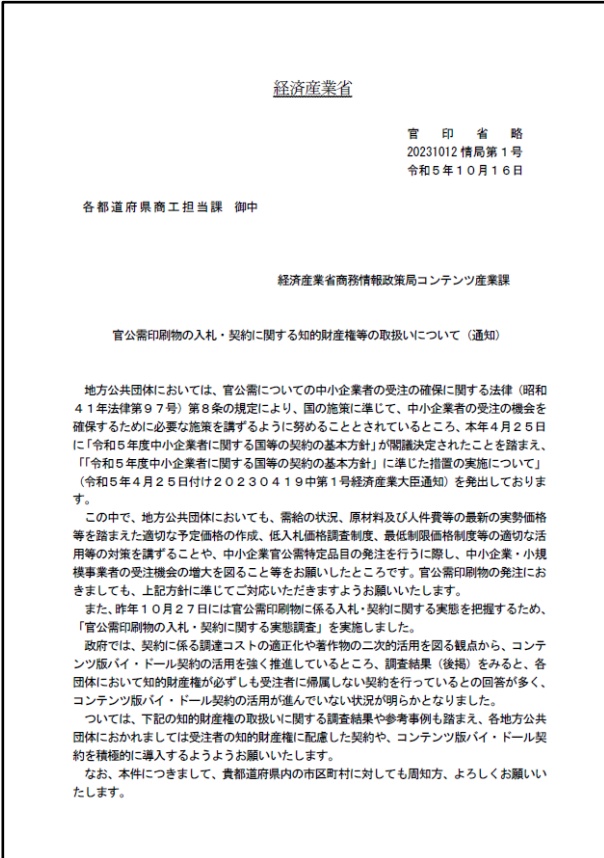 経済産業省
官印省略
20231012情局第1号
令和5年10月16日
各都道府県商工担当課 御中
経済産業省商務情報政策局コンテンツ産業課
官公需印刷物の入札・契約に関する知的財産権等の取扱いについて（通知）
地方公共団体においては、官公需についての中小企業者の受注の確保に関する法律（昭和
４１年法律第９７号）第８条の規定により、国の施策に準じて、中小企業者の受注の機会を
確保するために必要な施策を講ずるように努めることとされているところ、本年４月２５日
に「令和５年度中小企業者に関する国等の契約の基本方針」が閣議決定されたことを踏まえ、
「「令和５年度中小企業者に関する国等の契約の基本方針」に準じた措置の実施について」
（令和５年４月２５日付け２０２３０４１９中第１号経済産業大臣通知）を発出しておりま
す。
この中で、地方公共団体においても、需給の状況、原材料及び人件費等の最新の実勢価格
等を踏まえた適切な予定価格の作成、低入札価格調査制度、最低制限価格制度等の適切な活
用等の対策を講ずることや、中小企業官公需特定品目の発注を行うに際し、中小企業・小規
模事業者の受注機会の増大を図ること等をお願いしたところです。官公需印刷物の発注にお
きましても、上記方針に準じてご対応いただきますようお願いいたします。
また、昨年１０月２７日には官公需印刷物に係る入札・契約に関する実態を把握するため、
「官公需印刷物の入札・契約に関する実態調査」を実施しました。
政府では、契約に係る調達コストの適正化や著作物の二次的活用を図る観点から、コンテ
ンツ版バイ・ドール契約の活用を強く推進しているところ、調査結果（後掲）をみると、各
団体において知的財産権が必ずしも受注者に帰属しない契約を行っているとの回答が多く、
コンテンツ版バイ・ドール契約の活用が進んでいない状況が明らかとなりました。
ついては、下記の知的財産権の取扱いに関する調査結果や参考事例も踏まえ、各地方公共
団体におかれましては受注者の知的財産に配慮した契約や、コンテンツ版バイ・ドール契
約を積極的に導入するようようお願いいたします。
なお、本件につきまして、貴都道府県内の市区町村に対しても周知方、よろしくお願いい
たします。